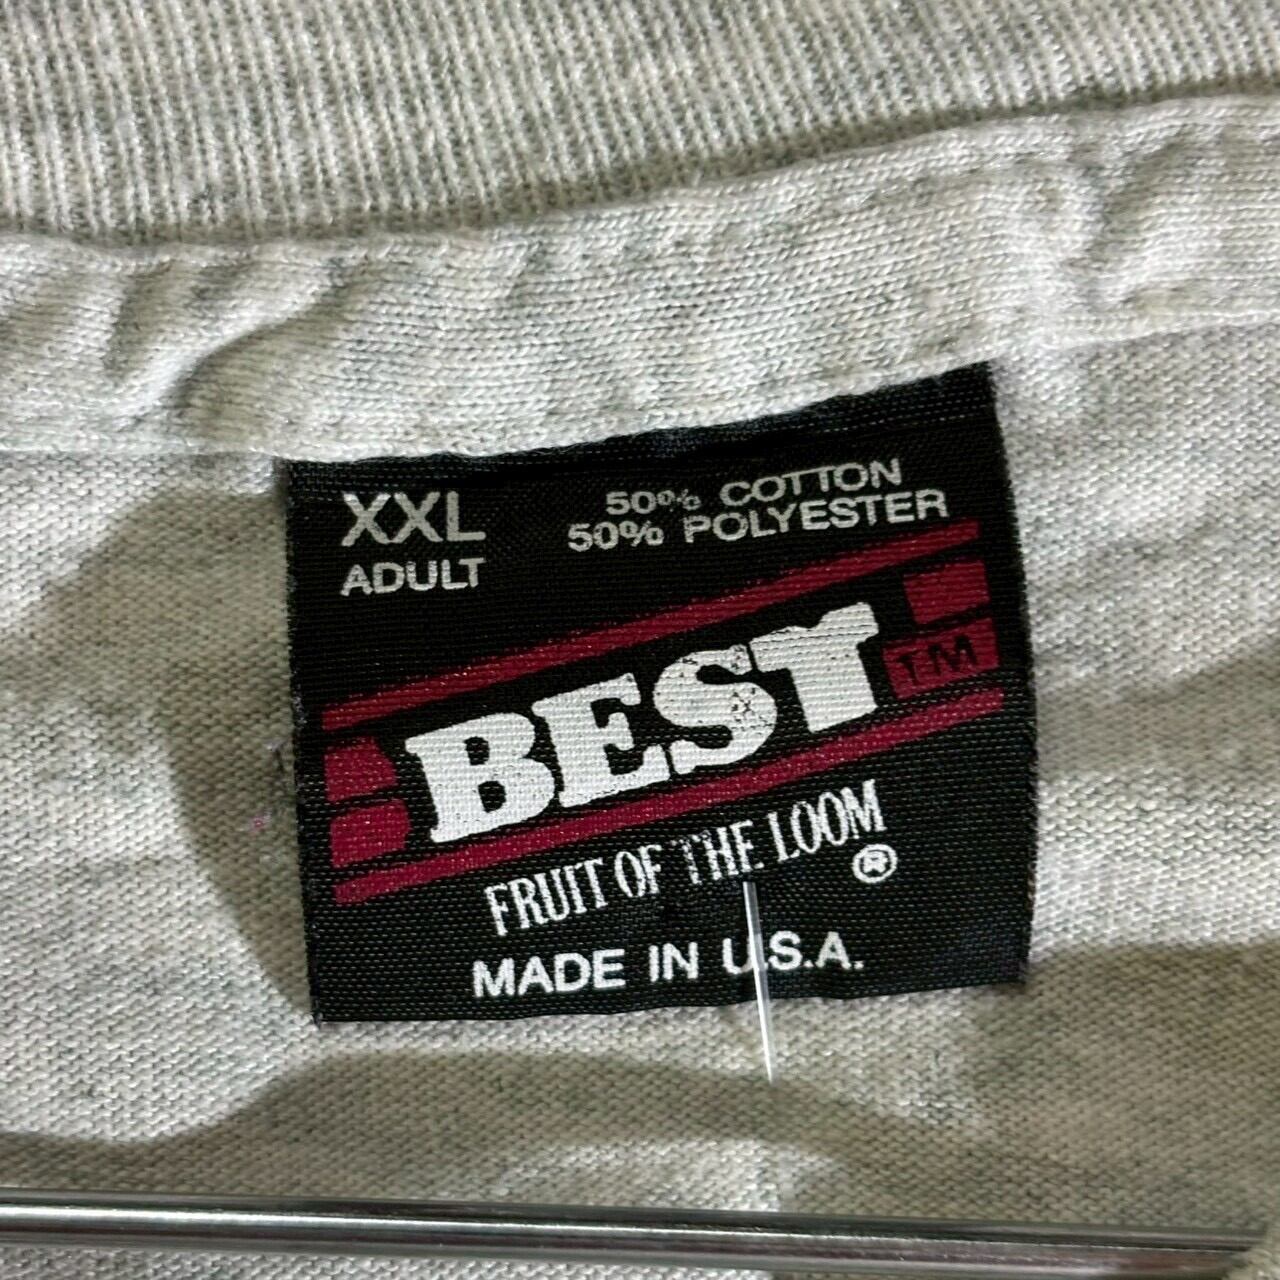 XXL
ADULT
50% COTTON
50% POLYESTER
BEST TM
FRUIT OF THE LOOM ®
MADE IN U.S.A.